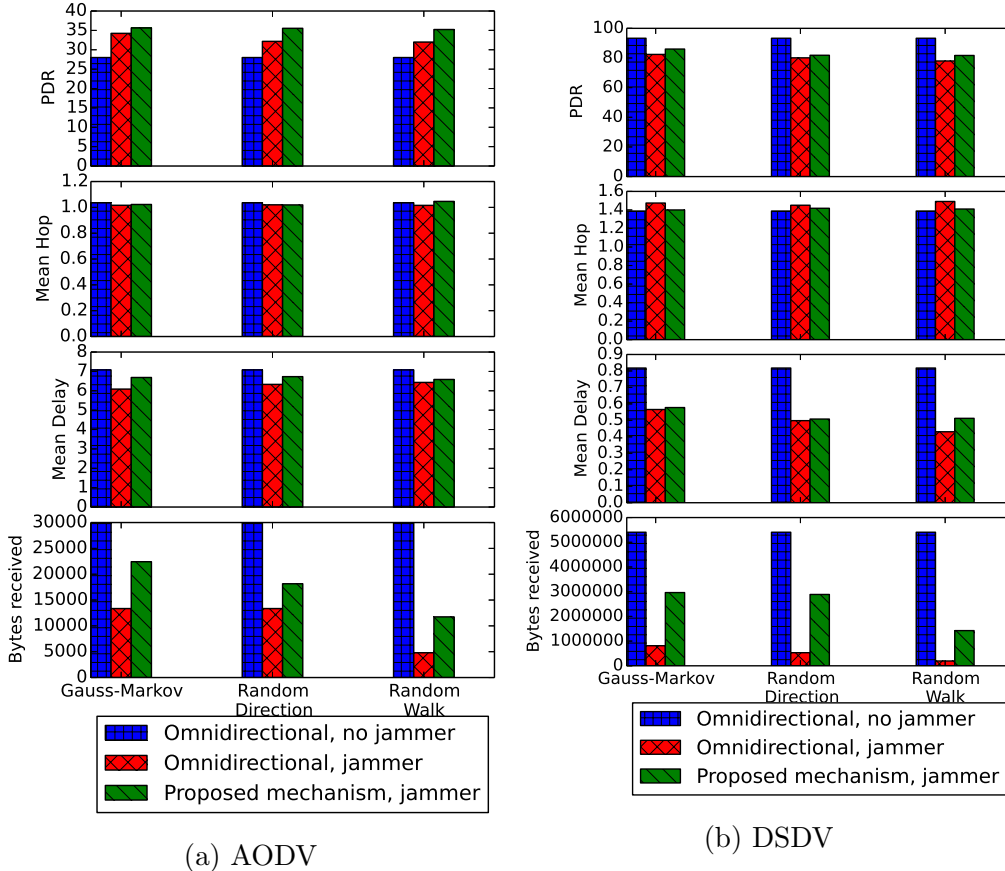 40
35
30
25
20
15
10
5
0
PDR
1.2
1.0
0.8
0.6
0.4
0.2
0.0
Mean Hop
8
7
6
5
4
3
2
1
0
Mean Delay
30000
25000
20000
15000
10000
5000
0
Bytes received
Gauss-Markov
Random
Direction
Random
Walk
Omnidirectional, no jammer
Omnidirectional, jammer
Proposed mechanism, jammer
(a) AODV
100
80
60
40
20
0
PDR
1.6
1.4
1.2
1.0
0.8
0.6
0.4
0.2
0.0
Mean Hop
0.9
0.8
0.7
0.6
0.5
0.4
0.3
0.2
0.1
0.0
Mean Delay
6000000
5000000
4000000
3000000
2000000
1000000
0
Bytes received
Gauss-Markov
Random
Direction
Random
Walk
Omnidirectional, no jammer
Omnidirectional, jammer
Proposed mechanism, jammer
(b) DSDV